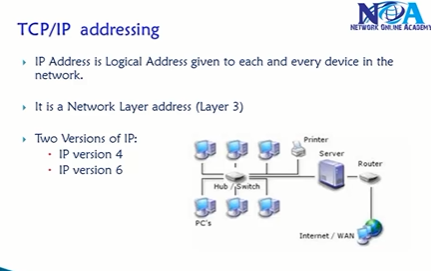 TCP/IP addressing
NOA
NETWORK ONLINE ACADEMY
IP Address is Logical Address given to each and every device in the
network.
It is a Network Layer address (Layer 3)
Two Versions of IP:
IP version 4
IP version 6
Printer
Server
Router
Hub / Switch
PC's
Internet / WAN